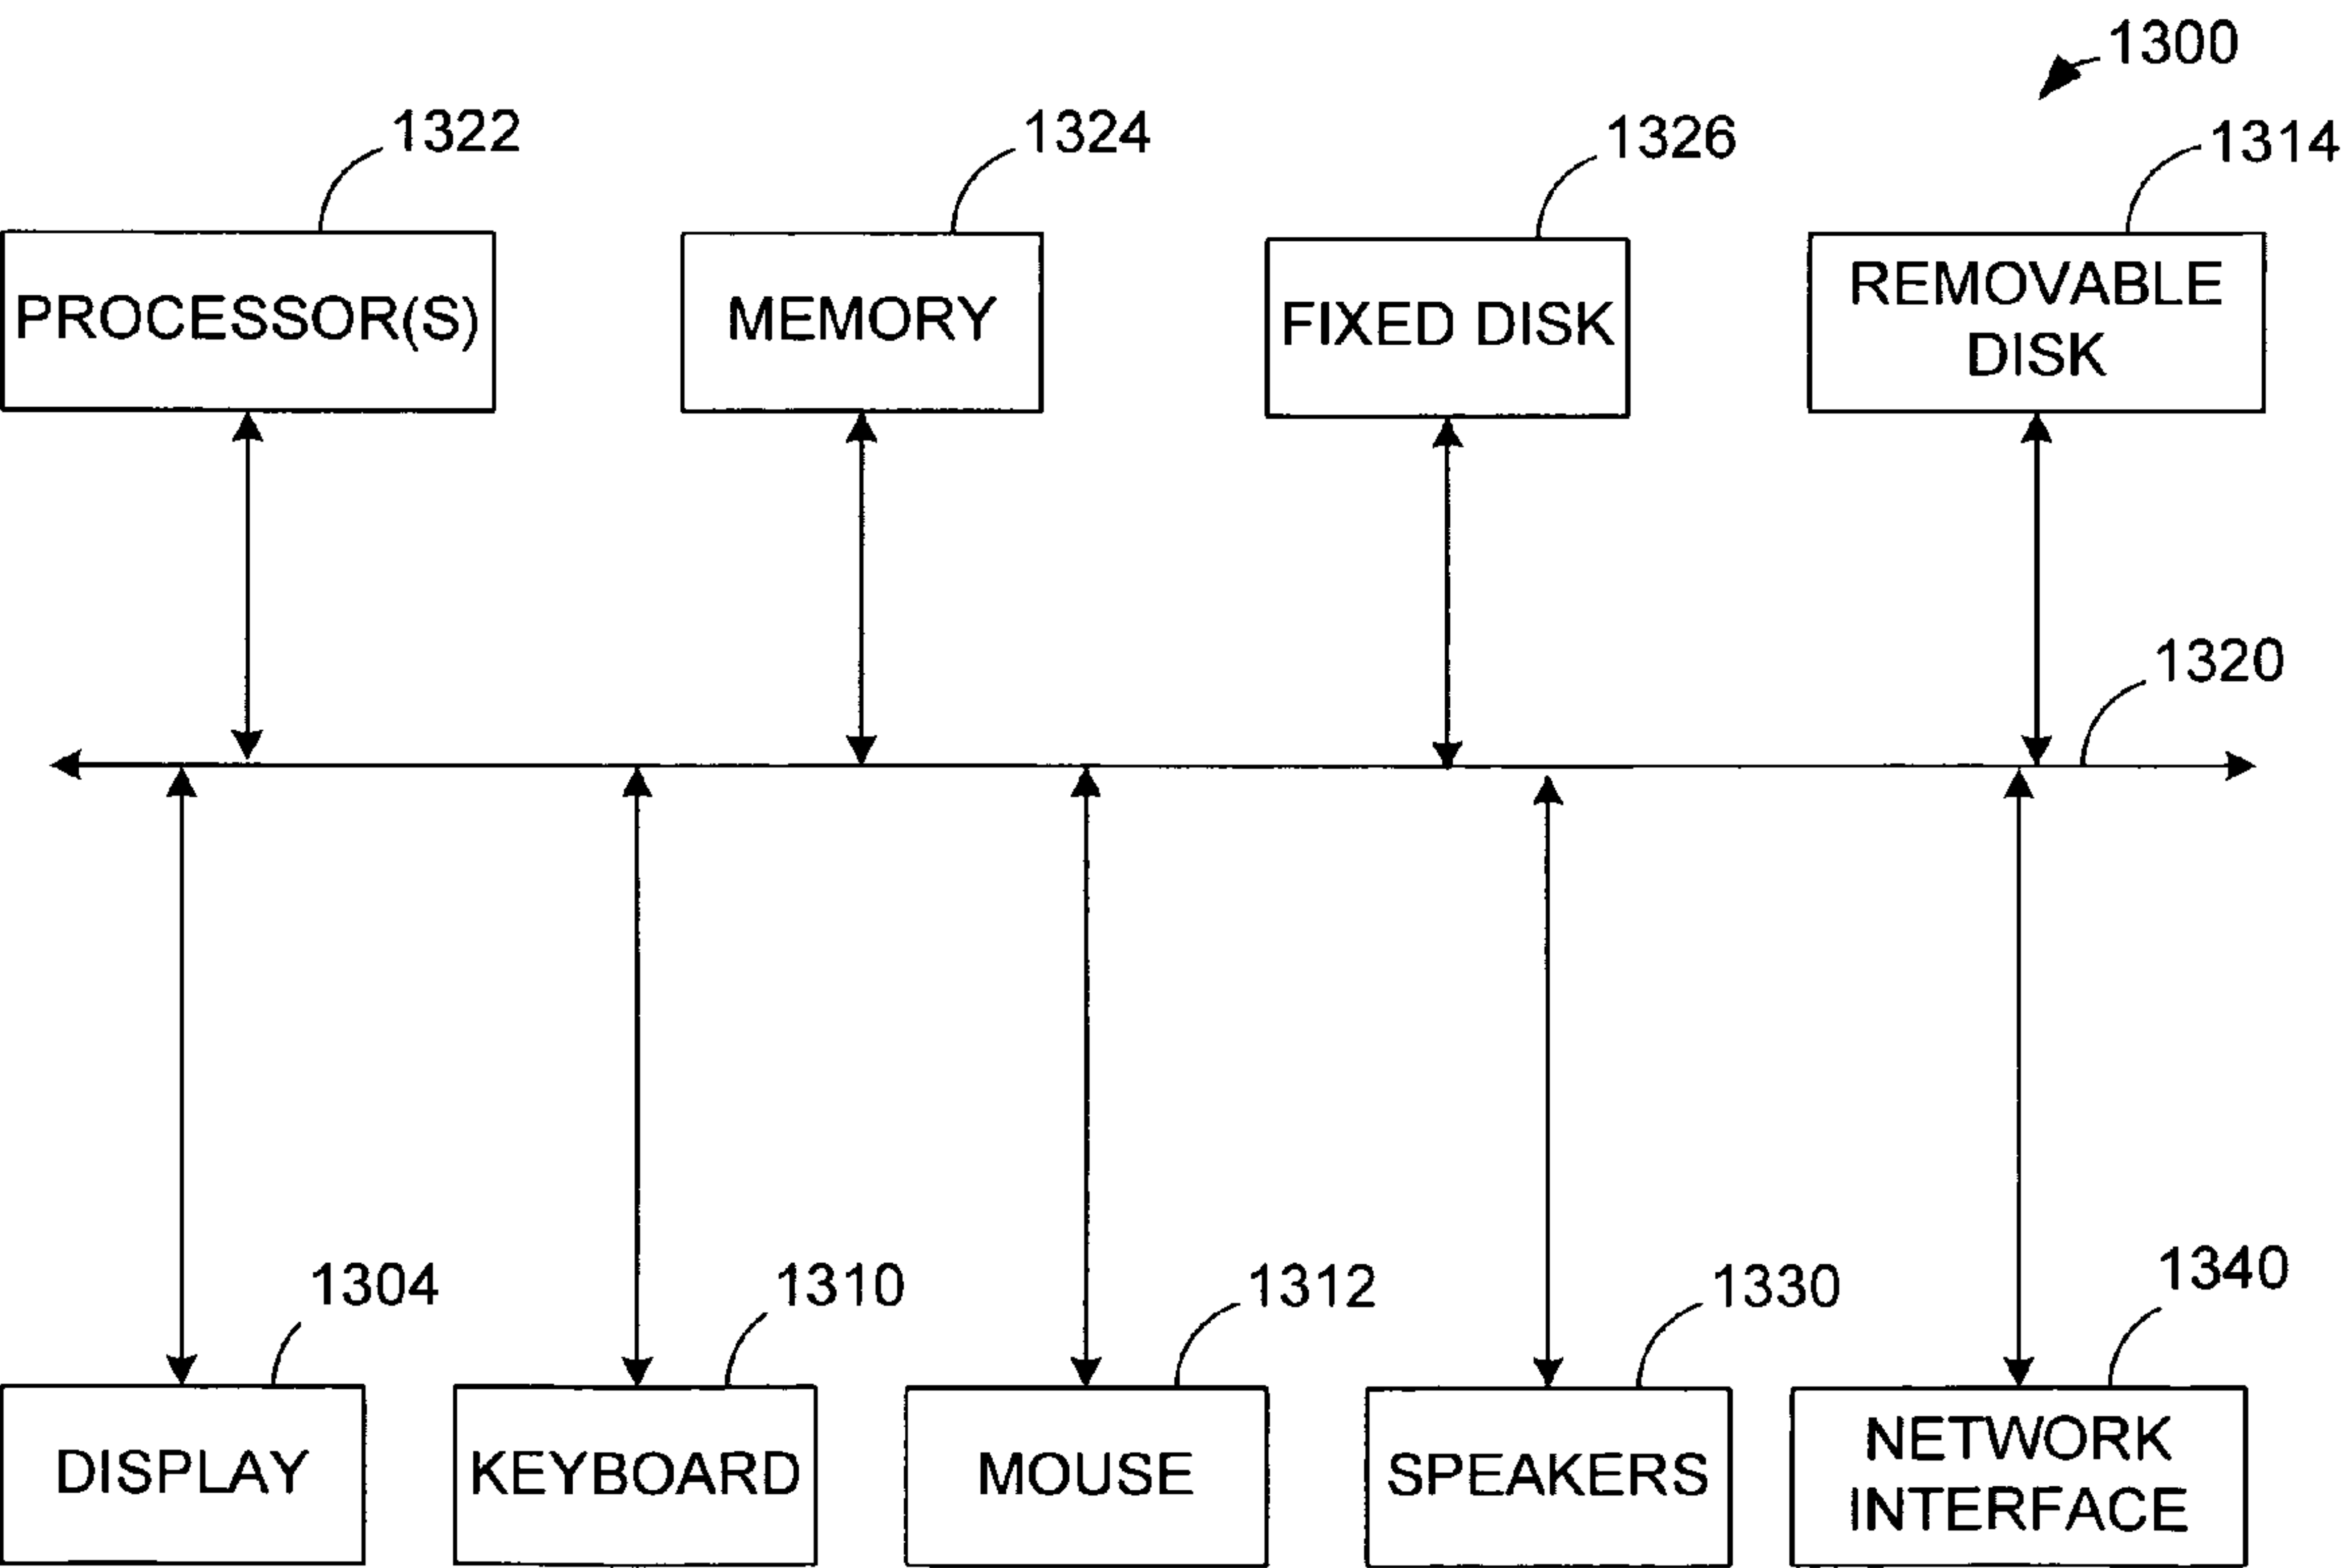 1300
1322
1324
1326
1314
PROCESSOR(S)
MEMORY
FIXED DISK
REMOVABLE
DISK
1320
1304
1310
1312
1330
1340
DISPLAY
KEYBOARD
MOUSE
SPEAKERS
NETWORK
INTERFACE